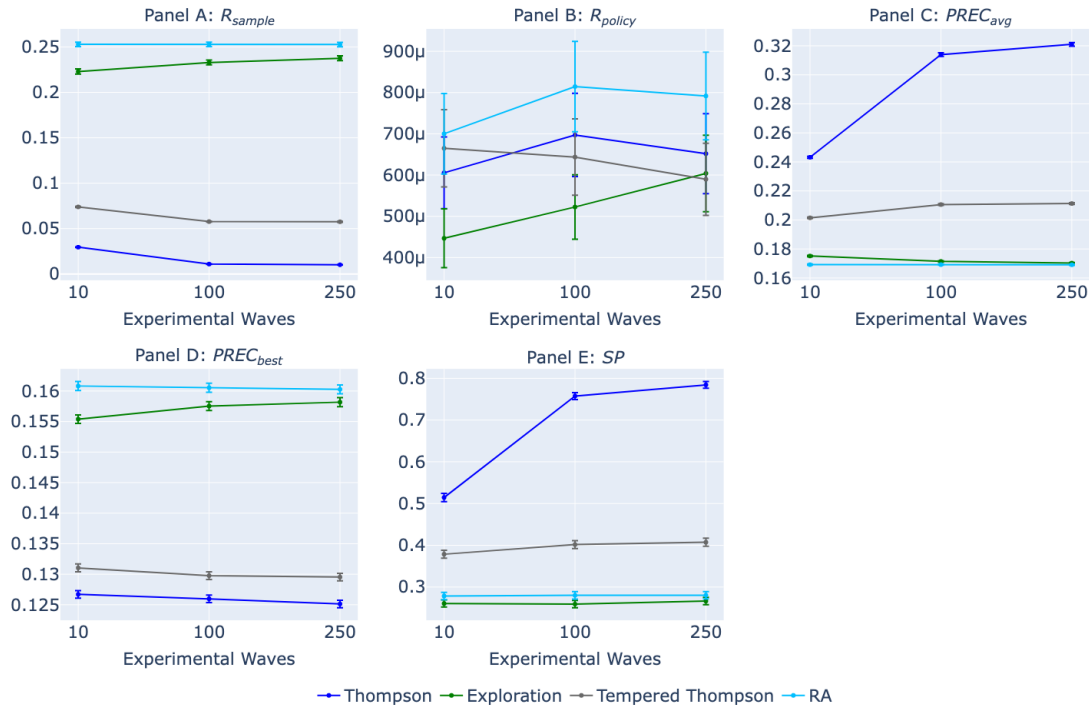 Panel A: R_sample
Panel B: R_policy
Panel C: PREC_avg
0.25
0.2
0.15
0.1
0.05
0
10
100
250
Experimental Waves
900μ
800μ
700μ
600μ
500μ
400μ
10
100
250
Experimental Waves
0.32
0.3
0.28
0.26
0.24
0.22
0.2
0.18
0.16
10
100
250
Experimental Waves
Panel D: PREC_best
Panel E: SP
0.16
0.155
0.15
0.145
0.14
0.135
0.13
0.125
10
100
250
Experimental Waves
0.8
0.7
0.6
0.5
0.4
0.3
10
100
250
Experimental Waves
Thompson
Exploration
Tempered Thompson
RA